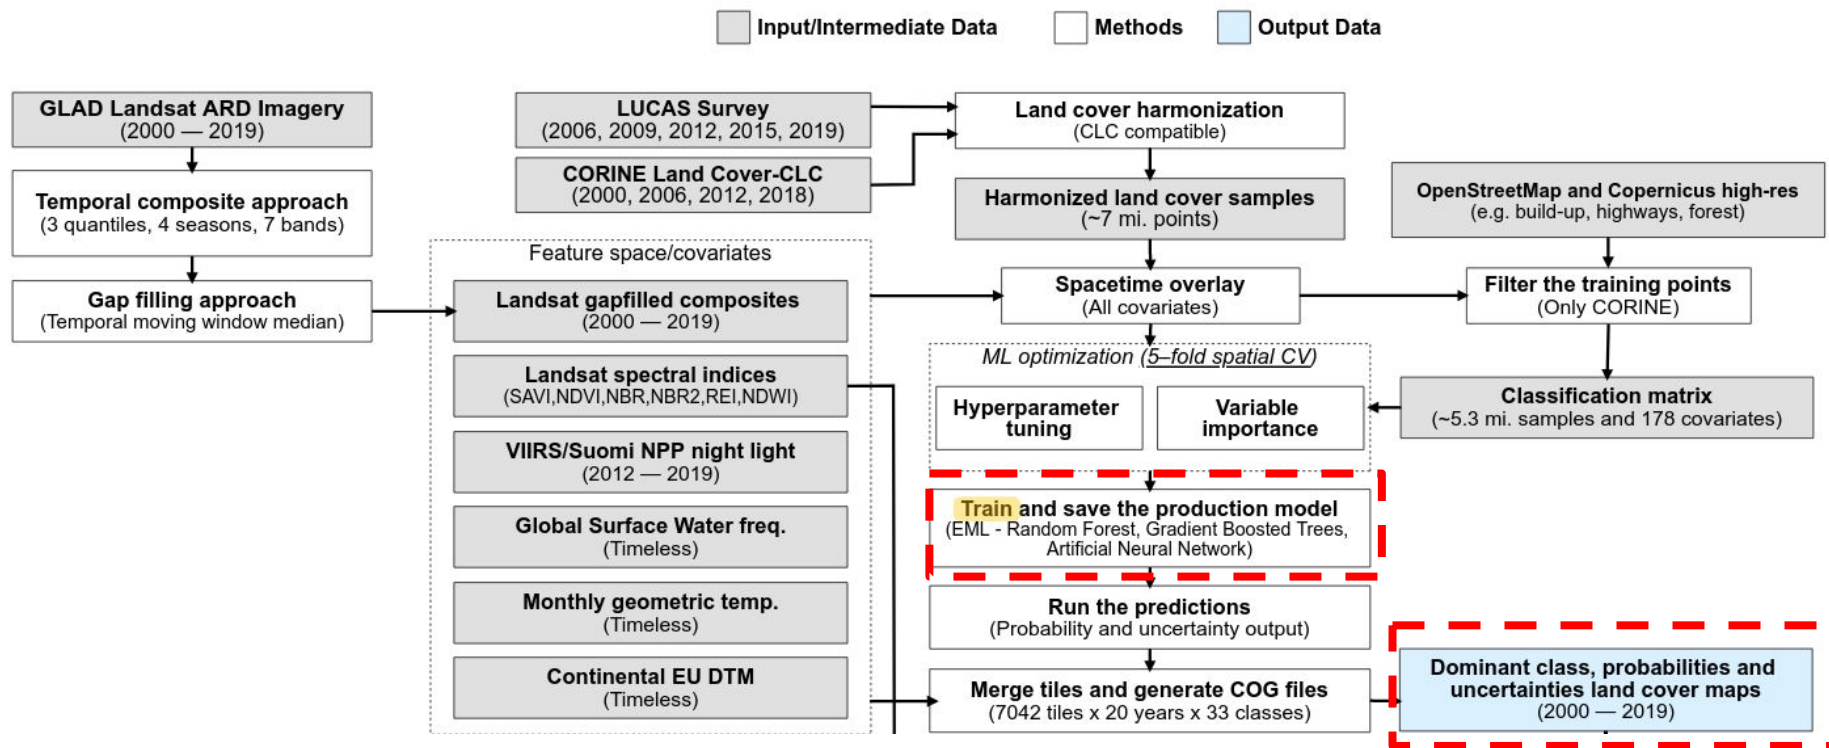 Input/Intermediate Data
Methods
Output Data
GLAD Landsat ARD Imagery
(2000 — 2019)
Temporal composite approach
(3 quantiles, 4 seasons, 7 bands)
Gap filling approach
(Temporal moving window median)
LUCAS Survey
(2006, 2009, 2012, 2015, 2019)
CORINE Land Cover-CLC
(2000, 2006, 2012, 2018)
Feature space/covariates
Landsat gapfilled composites
(2000 — 2019)
Landsat spectral indices
(SAVI,NDVI,NBR,NBR2,REI,NDWI)
VIIRS/Suomi NPP night light
(2012 — 2019)
Global Surface Water freq.
(Timeless)
Monthly geometric temp.
(Timeless)
Continental EU DTM
(Timeless)
Land cover harmonization
(CLC compatible)
Harmonized land cover samples
(~7 mi. points)
Spacetime overlay
(All covariates)
OpenStreetMap and Copernicus high-res
(e.g. build-up, highways, forest)
Filter the training points
(Only CORINE)
Classification matrix
(~5.3 mi. samples and 178 covariates)
ML optimization (5–fold spatial CV)
Hyperparameter
tuning
Variable
importance
Train and save the production model
(EML - Random Forest, Gradient Boosted Trees,
Artificial Neural Network)
Run the predictions
(Probability and uncertainty output)
Merge tiles and generate COG files
(7042 tiles x 20 years x 33 classes)
Dominant class, probabilities and
uncertainties land cover maps
(2000 — 2019)